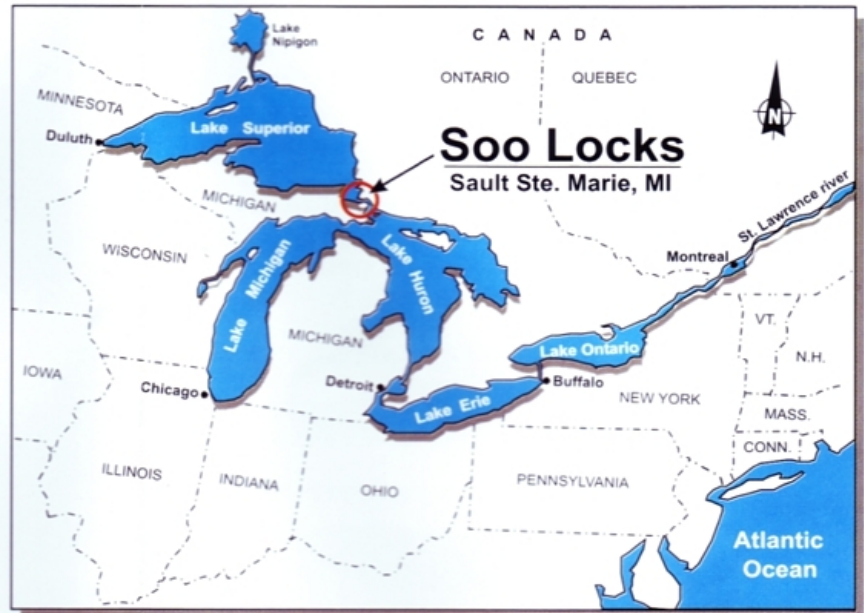 Lake
Nipigon
C A N A D A
ONTARIO
QUEBEC
MINNESOTA
Duluth
Lake Superior
N
Soo Locks
Sault Ste. Marie, MI
MICHIGAN
St. Lawrence river
WISCONSIN
Montreal
Lake Michigan
Lake Huron
VT.
MICHIGAN
Lake Ontario
N.H.
IOWA
Chicago
Detroit
Buffalo
Lake Erie
NEW YORK
MASS.
CONN.
ILLINOIS
INDIANA
OHIO
PENNSYLVANIA
Atlantic
Ocean